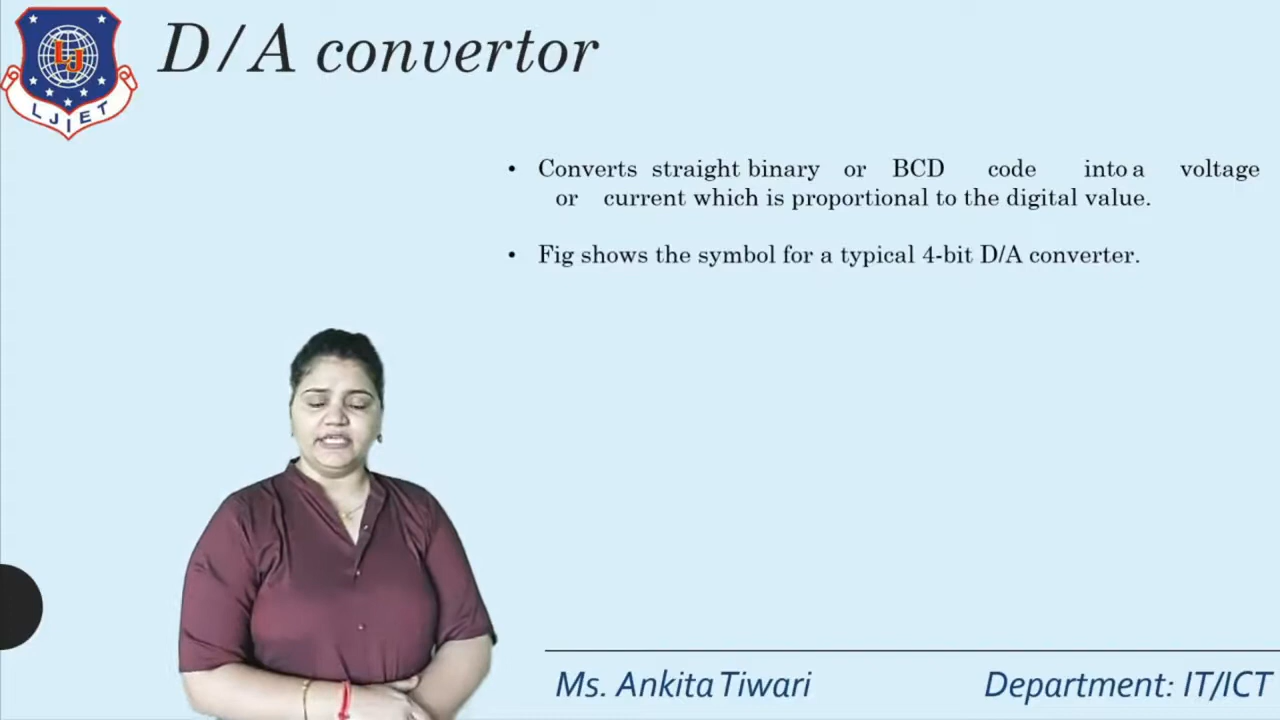 D/A convertor
LJ
LJIET
• Converts straight binary or BCD code into a voltage
or current which is proportional to the digital value.
• Fig shows the symbol for a typical 4-bit D/A converter.
Ms. Ankita Tiwari Department: IT/ICT